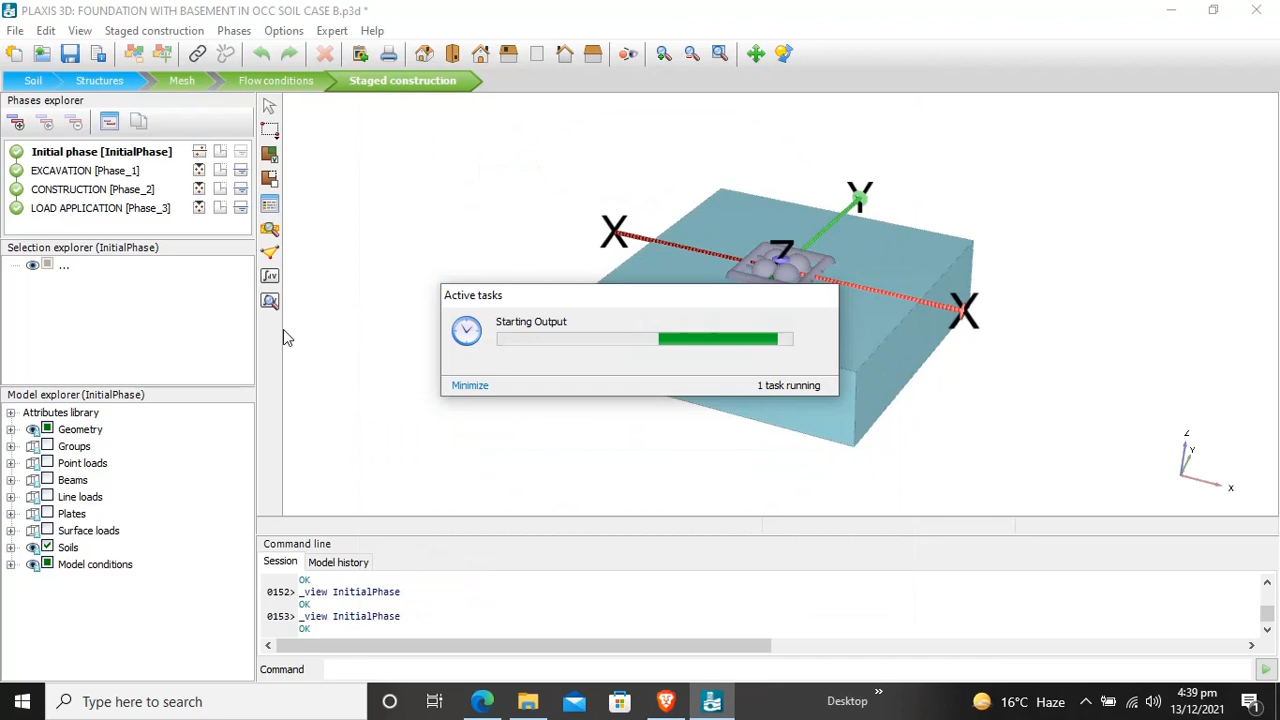 PLAXIS 3D: FOUNDATION WITH BASEMENT IN OCC SOIL CASE B.p3d *
File Edit View Staged construction Phases Options Expert Help
Soil Structures Mesh Flow conditions Staged construction
Phases explorer
Initial phase [InitialPhase]
EXCAVATION [Phase_1]
CONSTRUCTION [Phase_2]
LOAD APPLICATION [Phase_3]
Selection explorer (InitialPhase)
...
Model explorer (InitialPhase)
Attributes library
Geometry
Groups
Point loads
Beams
Line loads
Plates
Surface loads
Soils
Model conditions
Y
X
Z
X
Active tasks
Starting Output
Minimize 1 task running
Z
Y
X
Command line
Session Model history
OK
0152> _view InitialPhase
OK
0153> _view InitialPhase
OK
Command
Type here to search
Desktop
16°C Haze
4:39 pm
13/12/2021
1